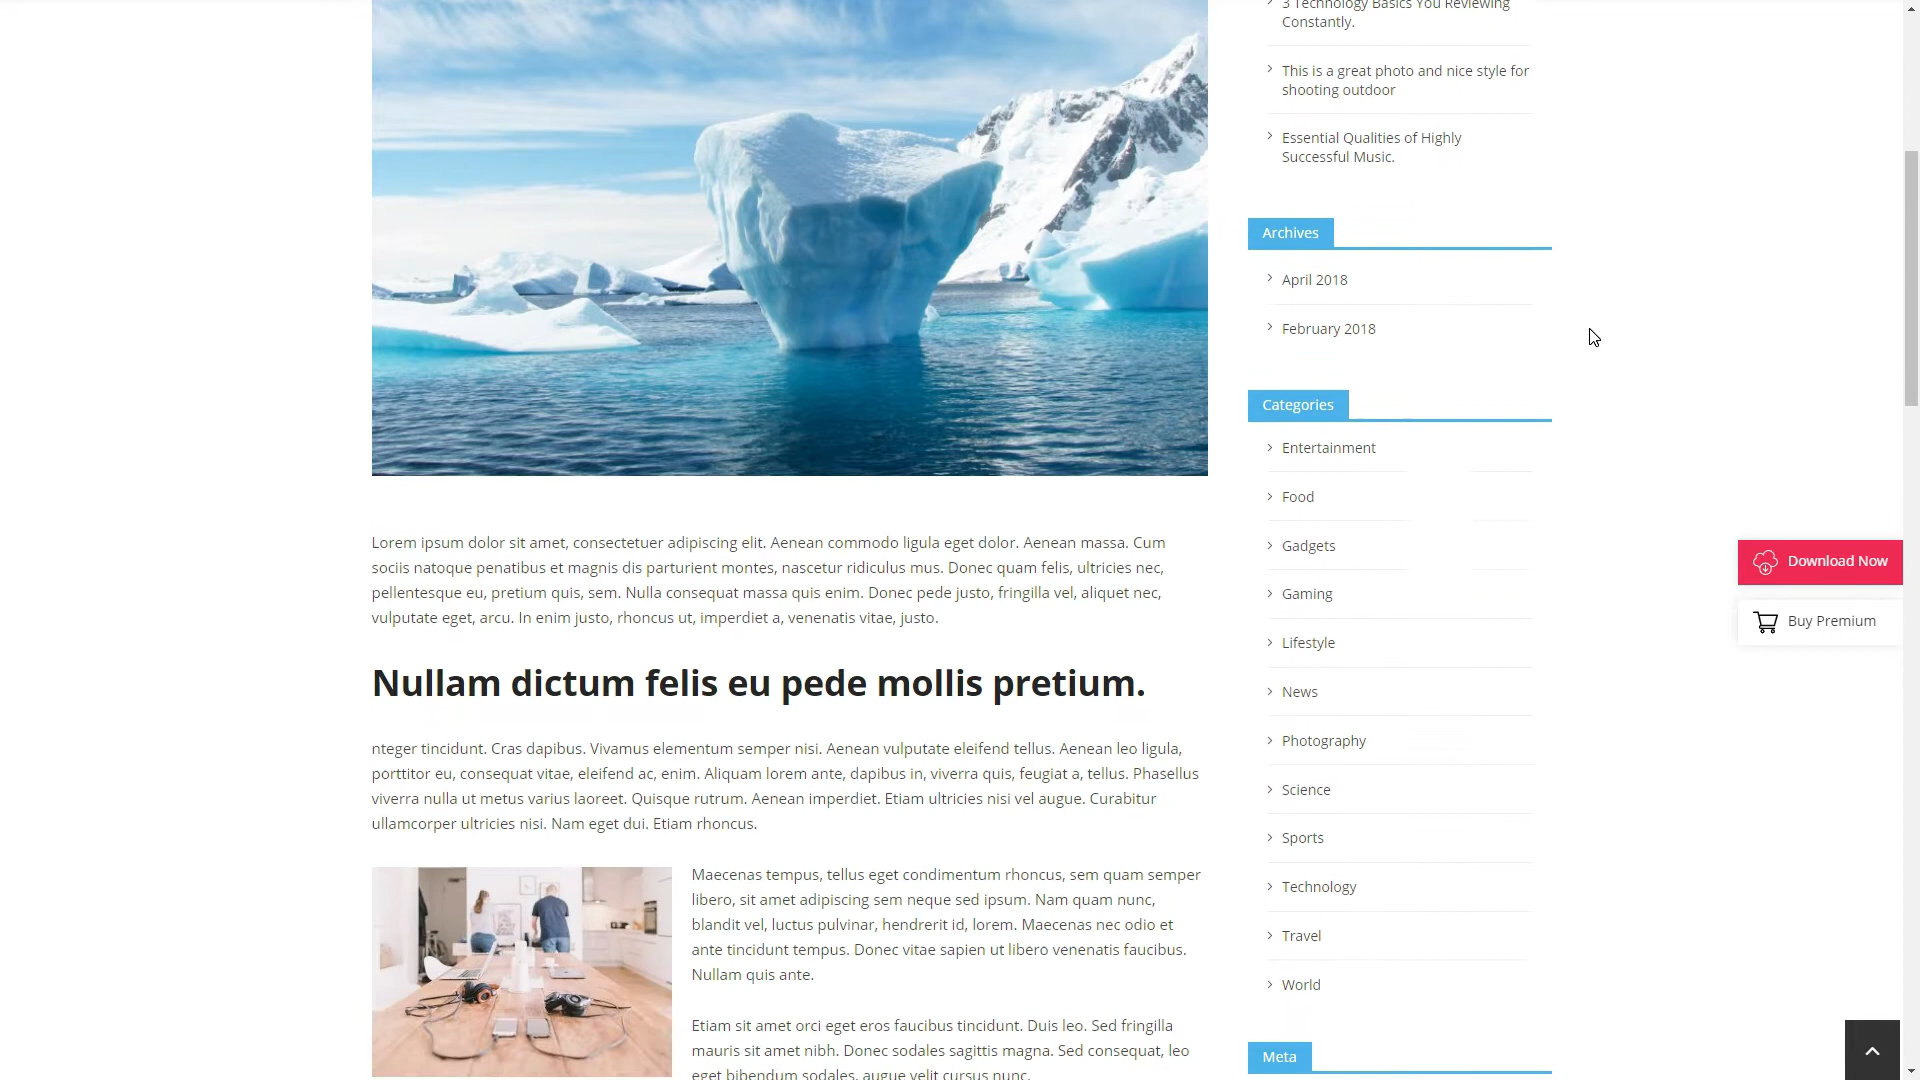 3 Technology Basics You Reviewing
Constantly.
This is a great photo and nice style for
shooting outdoor
Essential Qualities of Highly
Successful Music.
Archives
April 2018
February 2018
Categories
Entertainment
Food
Gadgets
Gaming
Lifestyle
News
Photography
Science
Sports
Technology
Travel
World
Meta
Lorem ipsum dolor sit amet, consectetuer adipiscing elit. Aenean commodo ligula eget dolor. Aenean massa. Cum
sociis natoque penatibus et magnis dis parturient montes, nascetur ridiculus mus. Donec quam felis, ultricies nec,
pellentesque eu, pretium quis, sem. Nulla consequat massa quis enim. Donec pede justo, fringilla vel, aliquet nec,
vulputate eget, arcu. In enim justo, rhoncus ut, imperdiet a, venenatis vitae, justo.
Nullam dictum felis eu pede mollis pretium.
nteger tincidunt. Cras dapibus. Vivamus elementum semper nisi. Aenean vulputate eleifend tellus. Aenean leo ligula,
porttitor eu, consequat vitae, eleifend ac, enim. Aliquam lorem ante, dapibus in, viverra quis, feugiat a, tellus. Phasellus
viverra nulla ut metus varius laoreet. Quisque rutrum. Aenean imperdiet. Etiam ultricies nisi vel augue. Curabitur
ullamcorper ultricies nisi. Nam eget dui. Etiam rhoncus.
Maecenas tempus, tellus eget condimentum rhoncus, sem quam semper
libero, sit amet adipiscing sem neque sed ipsum. Nam quam nunc,
blandit vel, luctus pulvinar, hendrerit id, lorem. Maecenas nec odio et
ante tincidunt tempus. Donec vitae sapien ut libero venenatis faucibus.
Nullam quis ante.
Etiam sit amet orci eget eros faucibus tincidunt. Duis leo. Sed fringilla
mauris sit amet nibh. Donec sodales sagittis magna. Sed consequat, leo
eget bibendum sodales, augue velit cursus nunc.
Download Now
Buy Premium